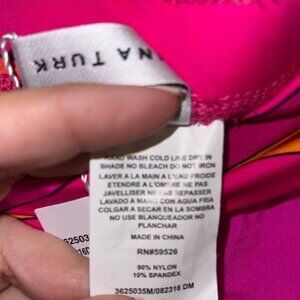 NA TURK
HAND WASH COLD LINE DRY IN
SHADE NO BLEACH DO NOT IRON
LAVER A LA MAIN A L'EAU FROIDE
ETENDRE A L'OMBRE NE PAS
JAVELLISER NE PAS REPASSER
LAVADO A MANO CON AGUA FRIA
COLGAR A SECAR EN LA SOMBRA
NO USE BLANQUEADOR NO
PLANCHAR
MADE IN CHINA
RN#59526
90% NYLON
10% SPANDEX
3625035M/082316 DM
3625035